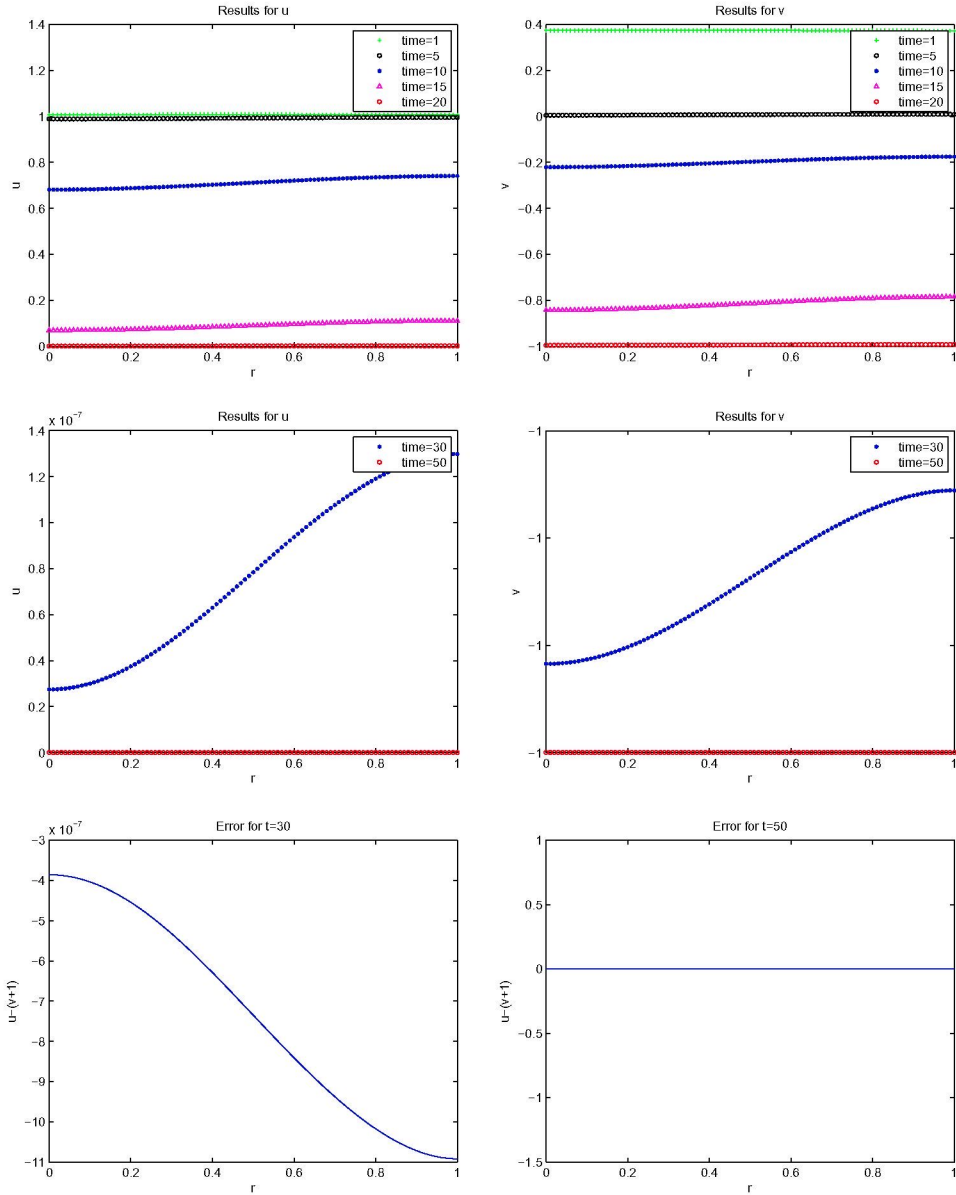 Results for u
1.4
1.2
1
0.8
0.6
0.4
0.2
0
u
time=1
time=5
time=10
time=15
time=20
0 0.2 0.4 0.6 0.8 1
r
Results for v
0.4
0.2
0
−0.2
−0.4
−0.6
−0.8
−1
v
time=1
time=5
time=10
time=15
time=20
0 0.2 0.4 0.6 0.8 1
r
x 10⁻⁷
Results for u
1.4
1.2
1
0.8
0.6
0.4
0.2
0
u
time=30
time=50
0 0.2 0.4 0.6 0.8 1
r
Results for v
−1
−1
−1
−1
v
time=30
time=50
0 0.2 0.4 0.6 0.8 1
r
x 10⁻⁷
Error for t=30
−3
−4
−5
−6
−7
−8
−9
−10
−11
u−(v+1)
0 0.2 0.4 0.6 0.8 1
r
Error for t=50
1
0.5
0
−0.5
−1
−1.5
u−(v+1)
0 0.2 0.4 0.6 0.8 1
r